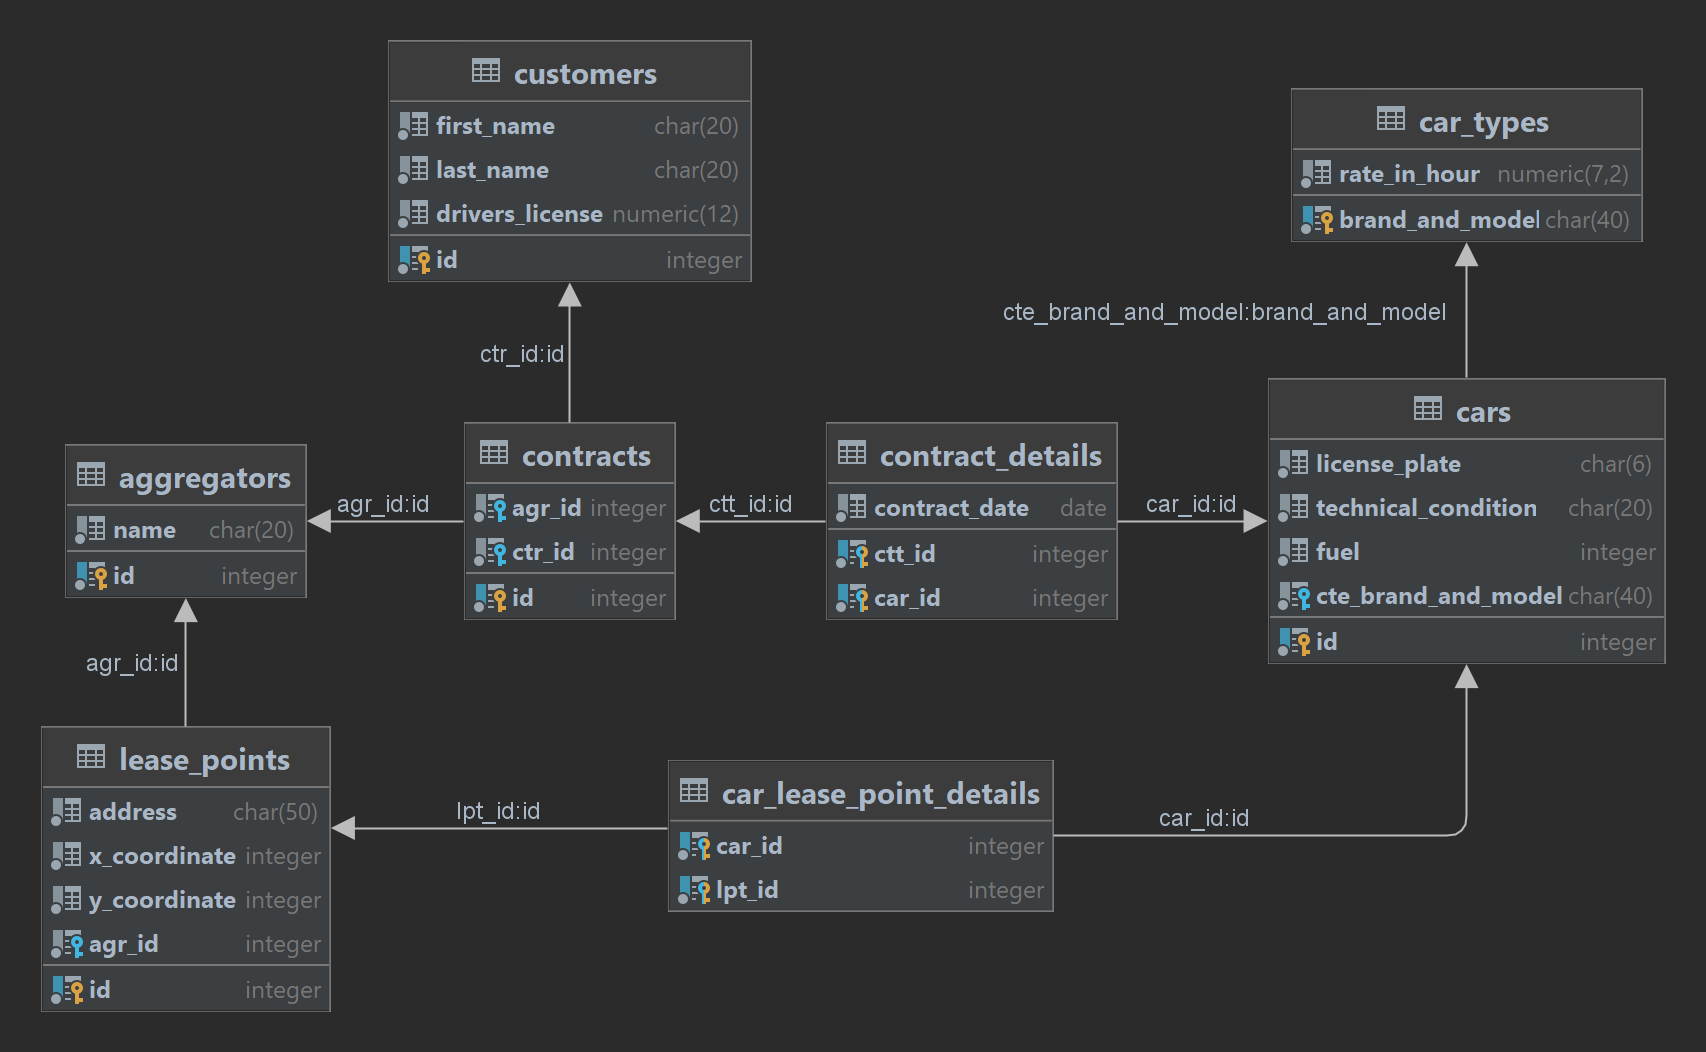 customers
first_name char(20)
last_name char(20)
drivers_license numeric(12)
id integer
car_types
rate_in_hour numeric(7,2)
brand_and_model char(40)
cte_brand_and_model:brand_and_model
ctr_id:id
aggregators
name char(20)
id integer
agr_id:id
contracts
agr_id integer
ctr_id integer
id integer
ctt_id:id
contract_details
contract_date date
ctt_id integer
car_id integer
car_id:id
cars
license_plate char(6)
technical_condition char(20)
fuel integer
cte_brand_and_model char(40)
id integer
agr_id:id
lease_points
address char(50)
x_coordinate integer
y_coordinate integer
agr_id integer
id integer
lpt_id:id
car_lease_point_details
car_id integer
lpt_id integer
car_id:id